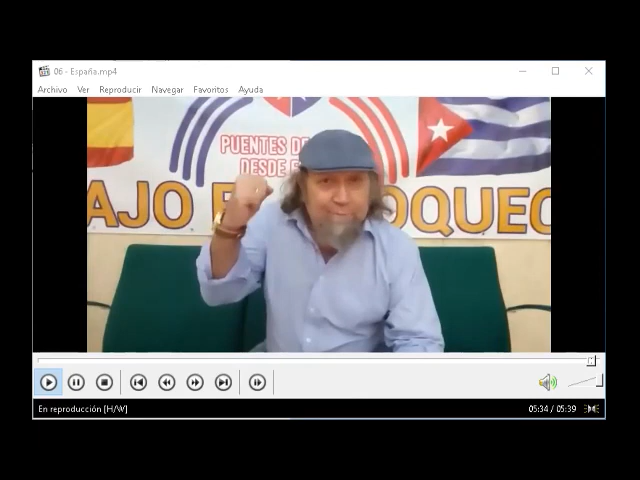 06 - España.mp4
Archivo Ver Reproducir Navegar Favoritos Ayuda
PUENTES DE
DESDE E
AJO E OQUEO
En reproducción [H/W]
05:34 / 05:39